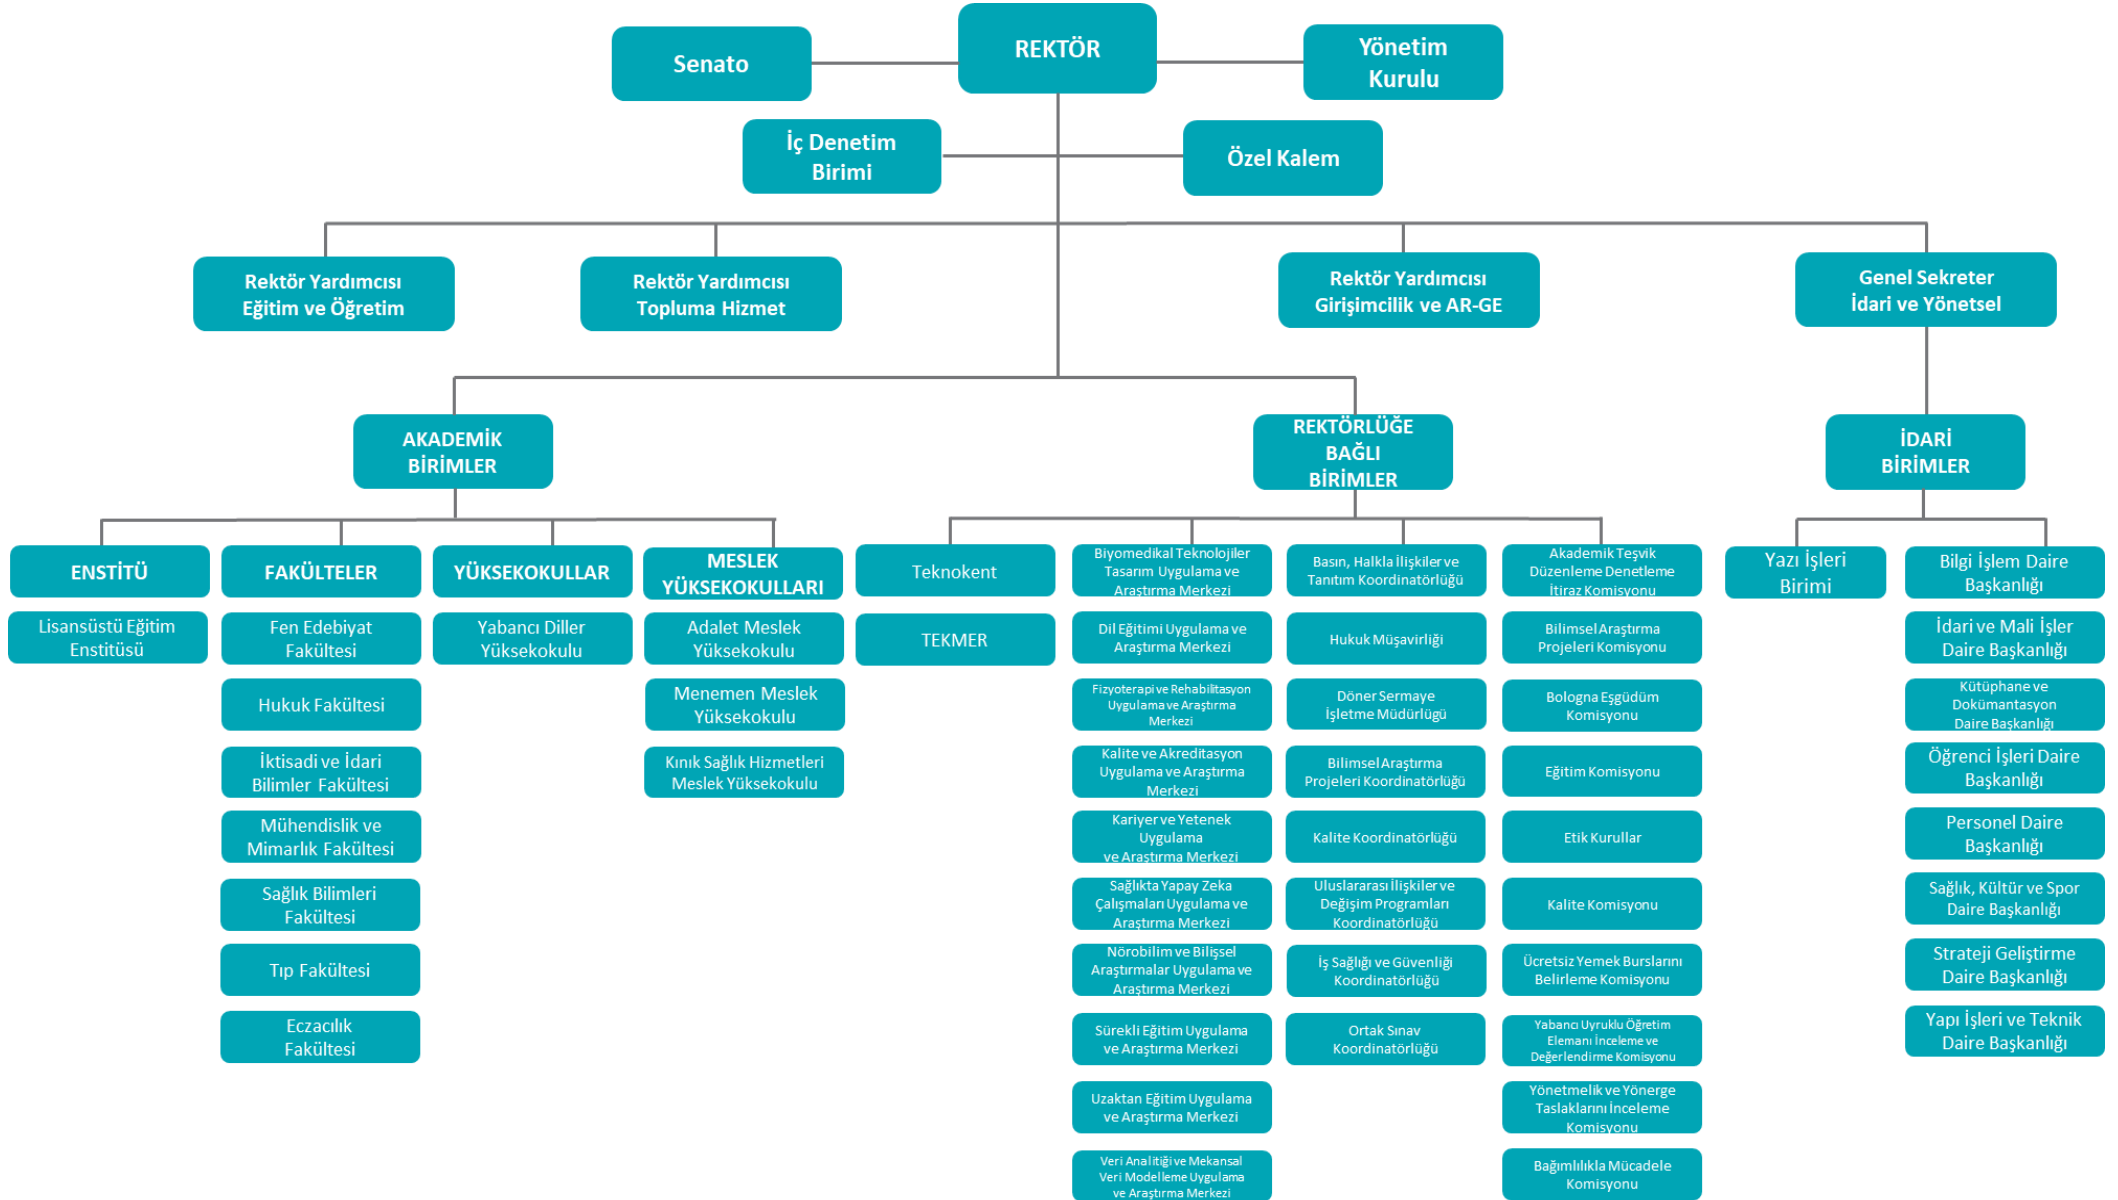 REKTÖR
Senato
Yönetim
Kurulu
İç Denetim
Birimi
Özel Kalem
Rektör Yardımcısı
Eğitim ve Öğretim
Rektör Yardımcısı
Topluma Hizmet
Rektör Yardımcısı
Girişimcilik ve AR-GE
Genel Sekreter
İdari ve Yönetsel
AKADEMİK
BİRİMLER
REKTÖRLÜĞE
BAĞLI
BİRİMLER
İDARİ
BİRİMLER
ENSTİTÜ
Lisansüstü Eğitim
Enstitüsü
FAKÜLTELER
Fen Edebiyat
Fakültesi
Hukuk Fakültesi
İktisadi ve İdari
Bilimler Fakültesi
Mühendislik ve
Mimarlık Fakültesi
Sağlık Bilimleri
Fakültesi
Tıp Fakültesi
Eczacılık
Fakültesi
YÜKSEKOKULLAR
Yabancı Diller
Yüksekokulu
MESLEK
YÜKSEKOKULLARI
Adalet Meslek
Yüksekokulu
Menemen Meslek
Yüksekokulu
Kınık Sağlık Hizmetleri
Meslek Yüksekokulu
Teknokent
TEKMER
Biyomedikal Teknolojiler
Tasarım Uygulama ve
Araştırma Merkezi
Dil Eğitimi Uygulama ve
Araştırma Merkezi
Fizyoterapi ve Rehabilitasyon
Uygulama ve Araştırma
Merkezi
Kalite ve Akreditasyon
Uygulama ve Araştırma
Merkezi
Kariyer ve Yetenek
Uygulama
ve Araştırma Merkezi
Sağlıkta Yapay Zeka
Çalışmaları Uygulama ve
Araştırma Merkezi
Nörobilim ve Bilişsel
Araştırmalar Uygulama ve
Araştırma Merkezi
Sürekli Eğitim Uygulama
ve Araştırma Merkezi
Uzaktan Eğitim Uygulama
ve Araştırma Merkezi
Veri Analitiği ve Mekansal
Veri Modelleme Uygulama
ve Araştırma Merkezi
Basın, Halkla İlişkiler ve
Tanıtım Koordinatörlüğü
Hukuk Müşavirliği
Döner Sermaye
İşletme Müdürlügü
Bilimsel Araştırma
Projeleri Koordinatörlüğü
Kalite Koordinatörlüğü
Uluslararası İlişkiler ve
Değişim Programları
Koordinatörlüğü
İş Sağlığı ve Güvenliği
Koordinatörlüğü
Ortak Sınav
Koordinatörlüğü
Akademik Teşvik
Düzenleme Denetleme
İtiraz Komisyonu
Bilimsel Araştırma
Projeleri Komisyonu
Bologna Eşgüdüm
Komisyonu
Eğitim Komisyonu
Etik Kurullar
Kalite Komisyonu
Ücretsiz Yemek Burslarını
Belirleme Komisyonu
Yabancı Uyruklu Öğretim
Elemanı İnceleme ve
Değerlendirme Komisyonu
Yönetmelik ve Yönerge
Taslaklarını İnceleme
Komisyonu
Bağımlılıkla Mücadele
Komisyonu
Yazı İşleri
Birimi
Bilgi İşlem Daire
Başkanlığı
İdari ve Mali İşler
Daire Başkanlığı
Kütüphane ve
Dokümantasyon
Daire Başkanlığı
Öğrenci İşleri Daire
Başkanlığı
Personel Daire
Başkanlığı
Sağlık, Kültür ve Spor
Daire Başkanlığı
Strateji Geliştirme
Daire Başkanlığı
Yapı İşleri ve Teknik
Daire Başkanlığı